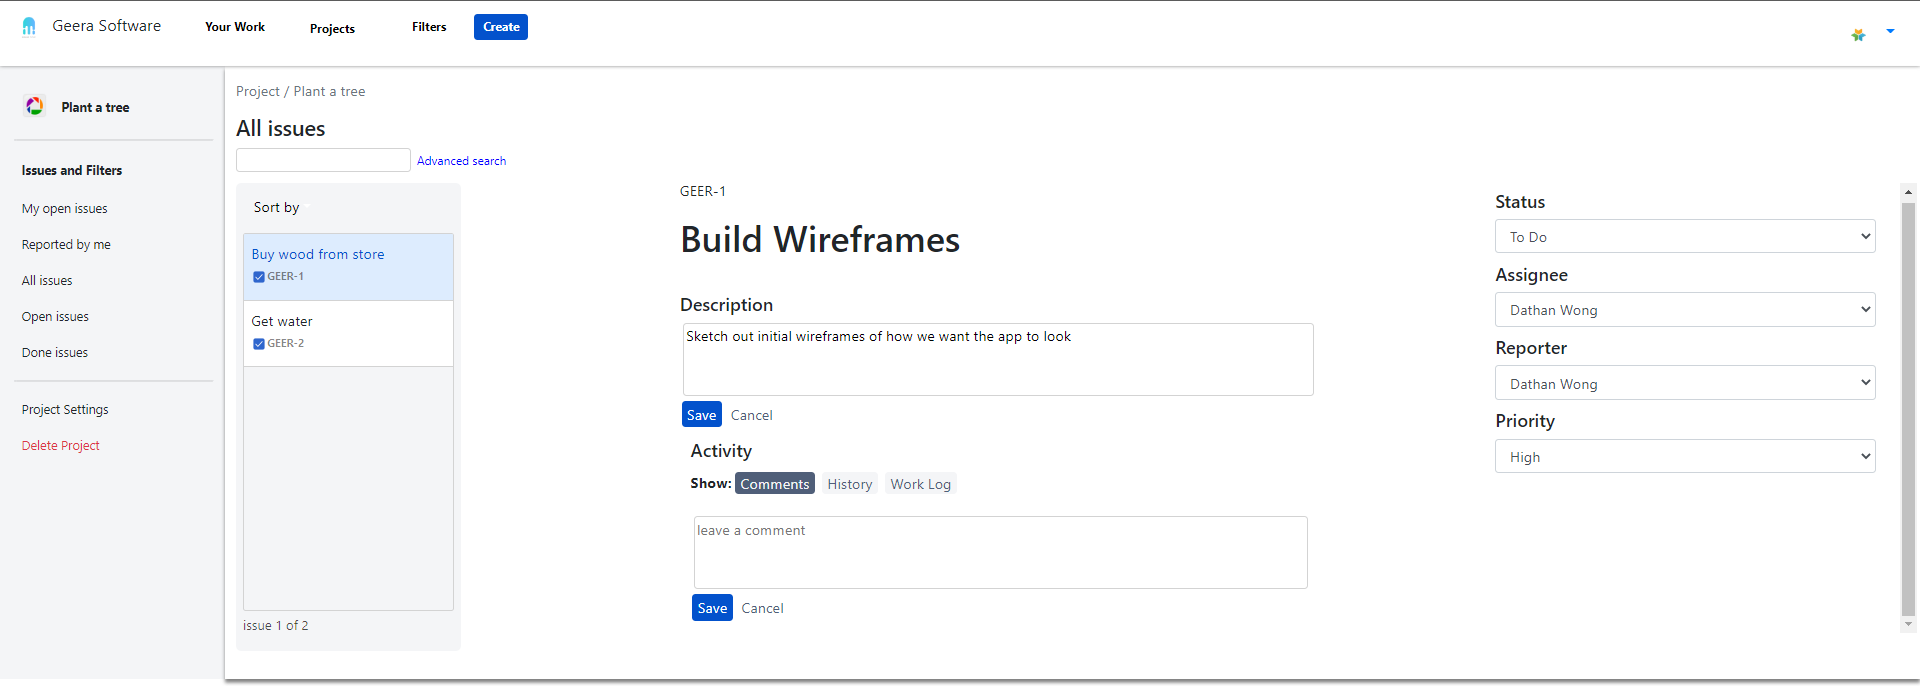 Geera Software
Your Work
Projects
Filters
Create
Plant a tree
Issues and Filters
My open issues
Reported by me
All issues
Open issues
Done issues
Project Settings
Delete Project
Project / Plant a tree
All issues
Advanced search
Sort by
Buy wood from store
GEER-1
Get water
GEER-2
issue 1 of 2
GEER-1
Build Wireframes
Description
Sketch out initial wireframes of how we want the app to look
Save Cancel
Activity
Show: Comments History Work Log
leave a comment
Save Cancel
Status
To Do
Assignee
Dathan Wong
Reporter
Dathan Wong
Priority
High